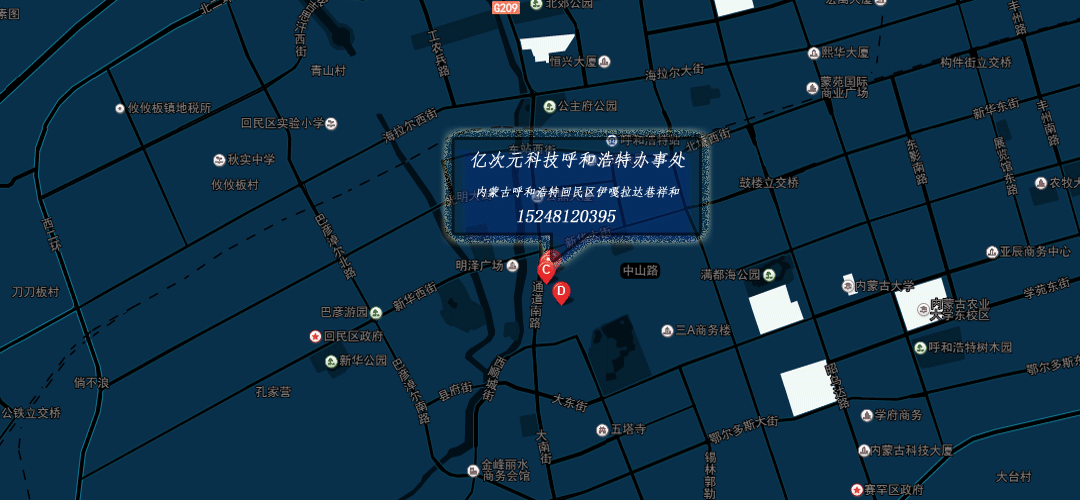 索图
G209
北郊公园
工农兵路
青山村
恒兴大厦
海拉尔大街
熙华大厦
蒙苑国际
商业广场
构件街立交桥
丰州路
攸攸板镇地税所
回民区实验小学
海拉尔西街
公主府公园
新华东街
丰州南路
呼和浩特站
秋实中学
攸攸板村
亿次元科技呼和浩特办事处
内蒙古呼和浩特回民区伊嘎拉达巷祥和
15248120395
鼓楼立交桥
东影南路
展览馆东路
农牧大
西二环
巴彦淖尔北路
新华大街
明泽广场
C
D
中山路
满都海公园
亚辰商务中心
刀刀板村
新华西街
通道南路
内蒙古大学
内蒙古农业
大学东校区
学苑东街
巴彦游园
回民区政府
新华公园
三A商务楼
呼和浩特树木园
鄂尔多斯
倘不浪
孔家营
巴彦淖尔南路
县府街
西顺城街
大东街
昭乌达路
公铁立交桥
大南街
五塔寺
鄂尔多斯大街
学府商务
内蒙古科技大厦
金峰丽水
商务会馆
锡林郭勒
大台村
赛罕区政府